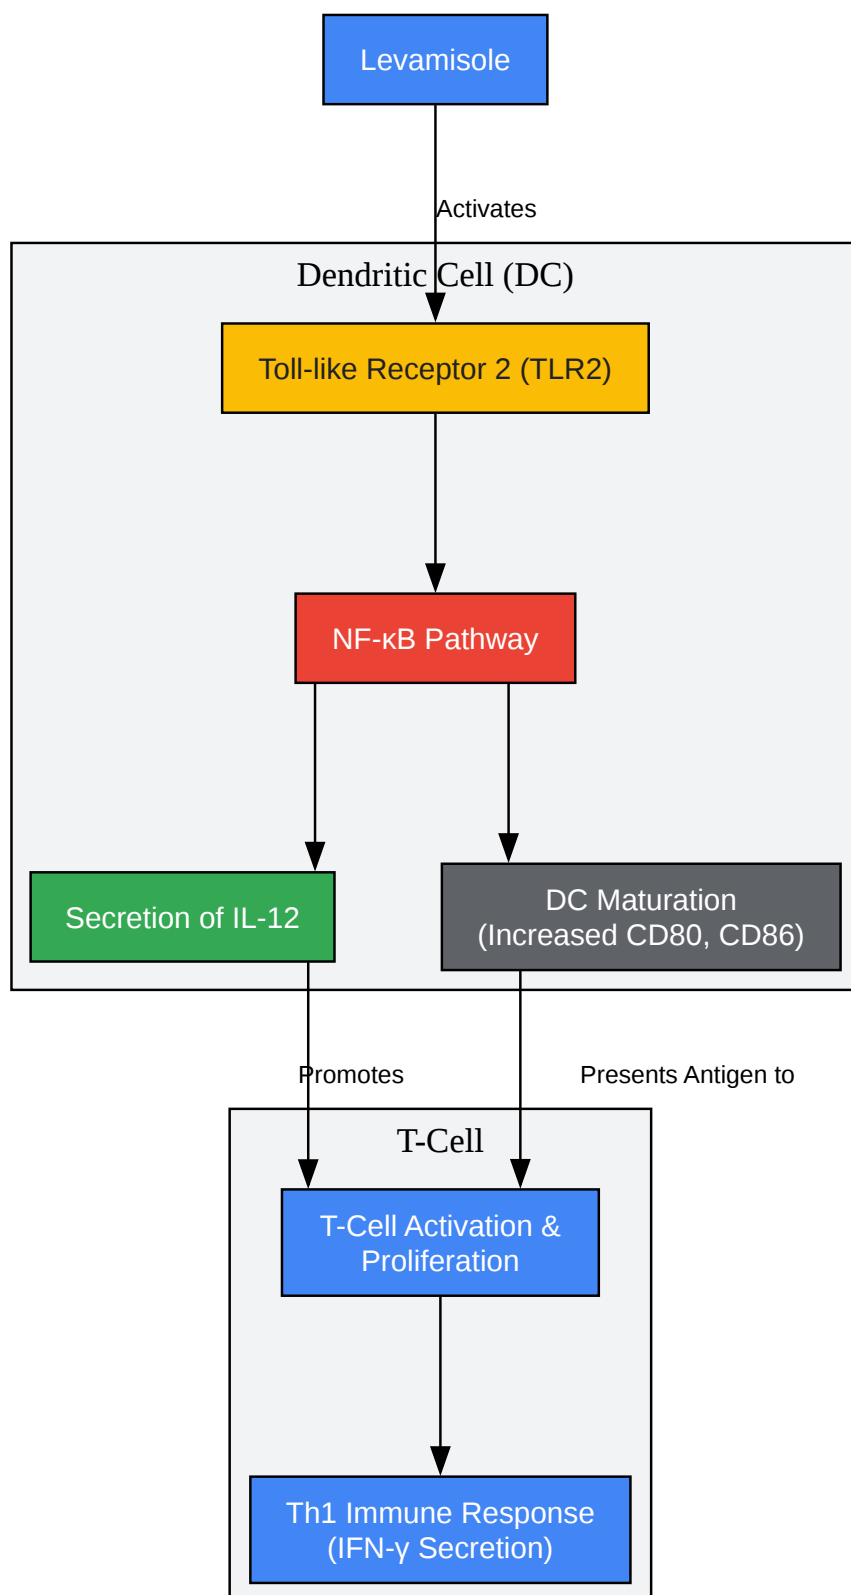 Levamisole
Activates
Dendritic Cell (DC)
Toll-like Receptor 2 (TLR2)
NF-κB Pathway
Secretion of IL-12
DC Maturation
(Increased CD80, CD86)
Promotes
Presents Antigen to
T-Cell
T-Cell Activation &
Proliferation
Th1 Immune Response
(IFN-γ Secretion)